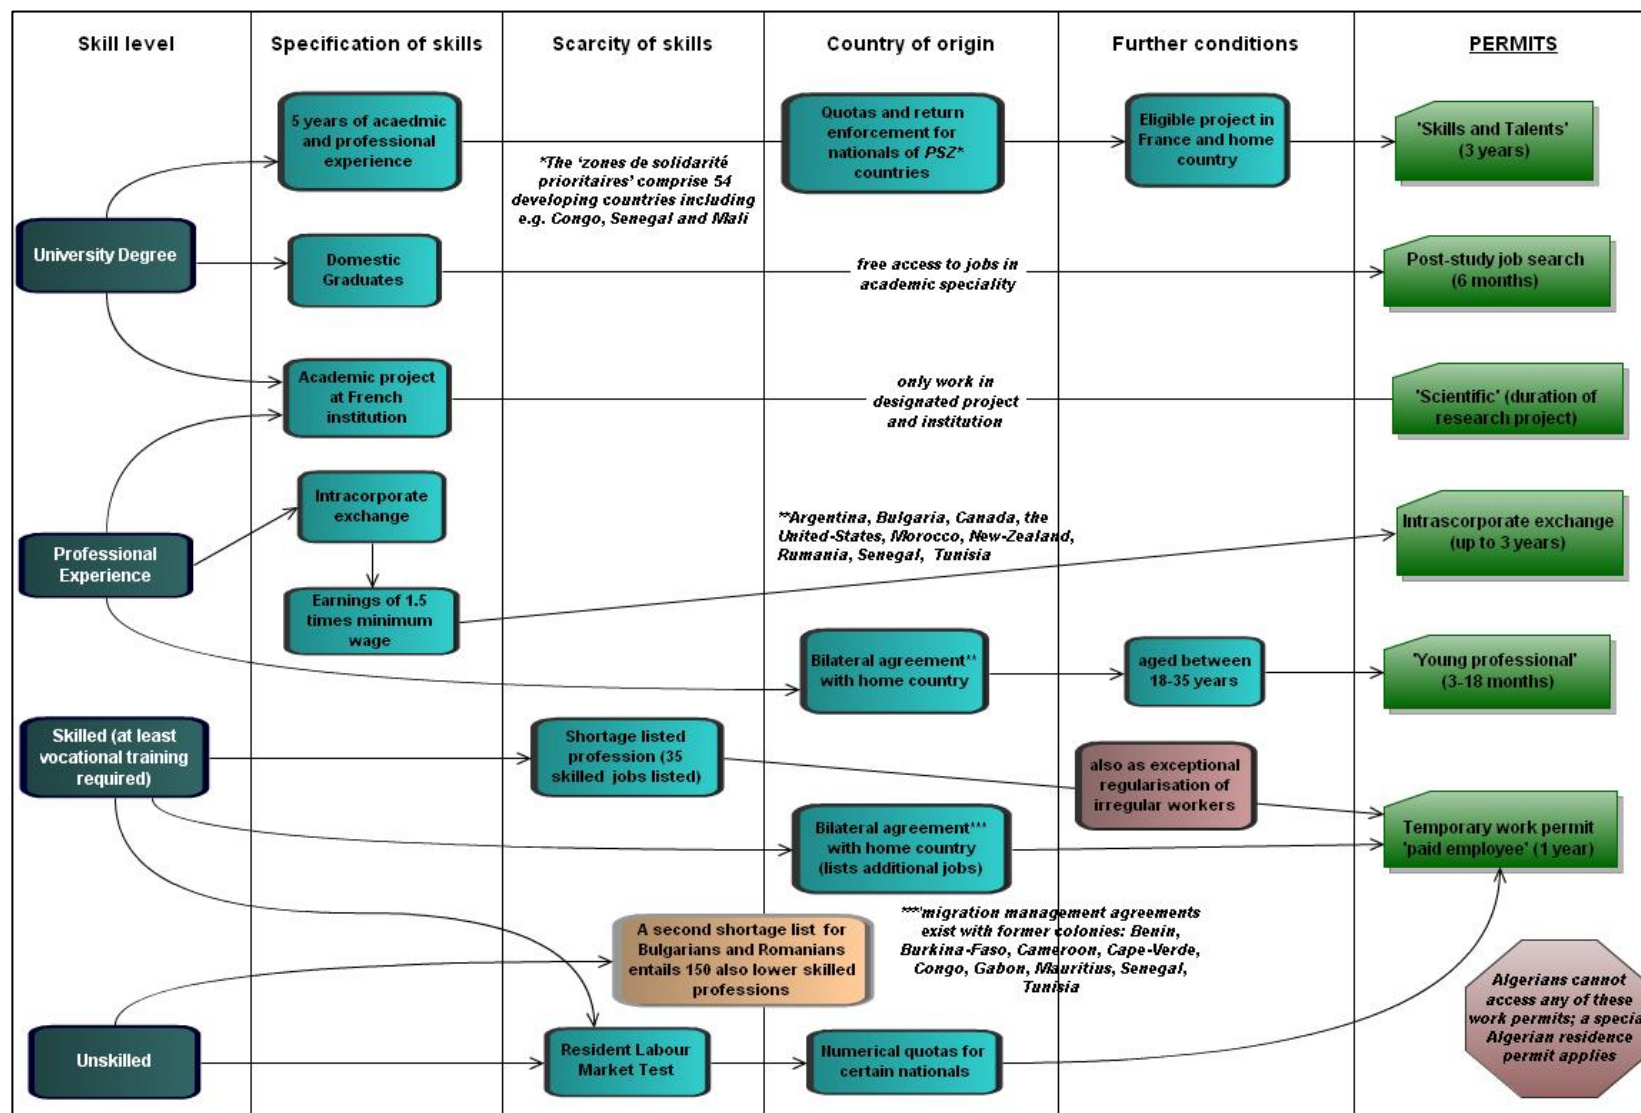 Skill level
Specification of skills
Scarcity of skills
Country of origin
Further conditions
PERMITS
5 years of acaedmic
and professional
experience
Quotas and return
enforcement for
nationals of PSZ*
countries
Eligible project in
France and home
country
'Skills and Talents'
(3 years)
*The 'zones de solidarité
prioritaires' comprise 54
developing countries including
e.g. Congo, Senegal and Mali
University Degree
Domestic
Graduates
free access to jobs in
academic speciality
Post-study job search
(6 months)
Academic project
at French
institution
only work in
designated project
and institution
'Scientific' (duration of
research project)
Intracorporate
exchange
**Argentina, Bulgaria, Canada, the
United-States, Morocco, New-Zealand,
Rumania, Senegal, Tunisia
Intrascorporate exchange
(up to 3 years)
Professional
Experience
Earnings of 1.5
times minimum
wage
Bilateral agreement**
with home country
aged between
18-35 years
'Young professional'
(3-18 months)
Skilled (at least
vocational training
required)
Shortage listed
profession (35
skilled jobs listed)
also as exceptional
regularisation of
irregular workers
Bilateral agreement***
with home country
(lists additional jobs)
Temporary work permit
'paid employee' (1 year)
A second shortage list for
Bulgarians and Romanians
entails 150 also lower skilled
professions
***'migration management agreements
exist with former colonies: Benin,
Burkina-Faso, Cameroon, Cape-Verde,
Congo, Gabon, Mauritius, Senegal,
Tunisia
Algerians cannot
access any of these
work permits; a specia
Algerian residence
permit applies
Unskilled
Resident Labour
Market Test
Numerical quotas for
certain nationals